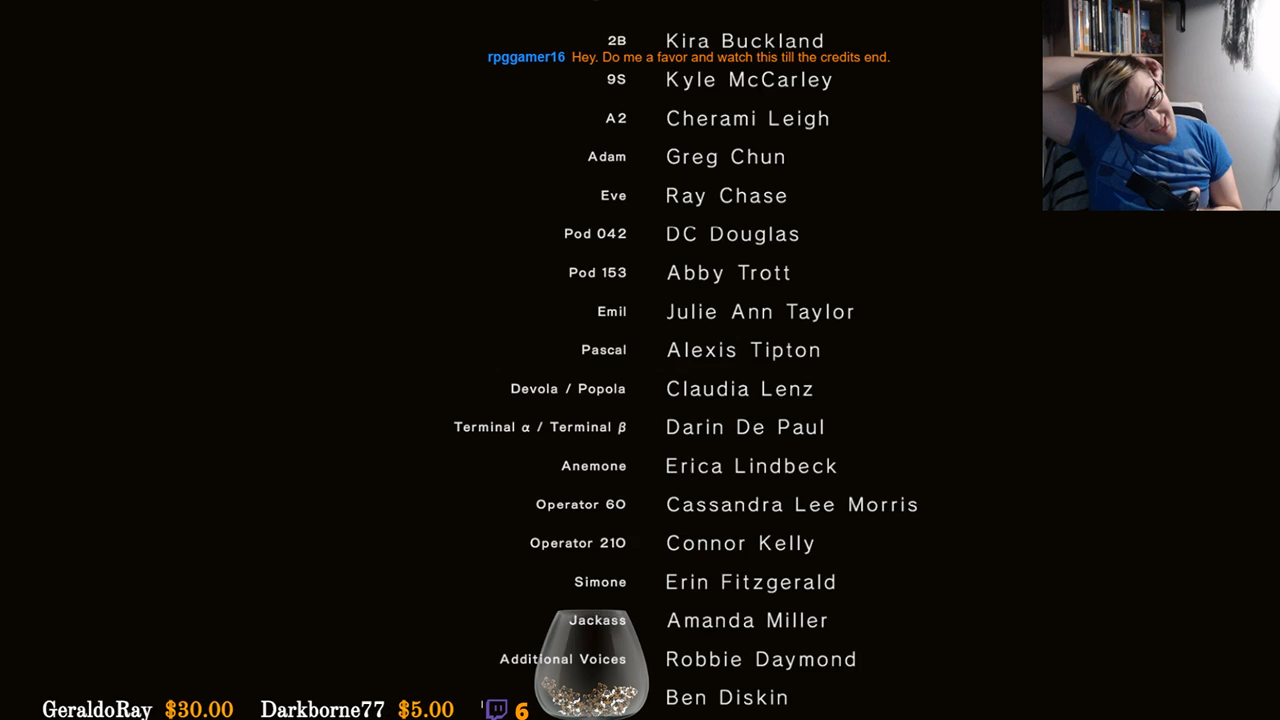 2B Kira Buckland
rpggamer16 Hey. Do me a favor and watch this till the credits end.
9S Kyle McCarley
A2 Cherami Leigh
Adam Greg Chun
Eve Ray Chase
Pod 042 DC Douglas
Pod 153 Abby Trott
Emil Julie Ann Taylor
Pascal Alexis Tipton
Devola / Popola Claudia Lenz
Terminal α / Terminal β Darin De Paul
Anemone Erica Lindbeck
Operator 6O Cassandra Lee Morris
Operator 21O Connor Kelly
Simone Erin Fitzgerald
Jackass Amanda Miller
Additional Voices Robbie Daymond
Ben Diskin
GeraldoRay $30.00 Darkborne77 $5.00 6